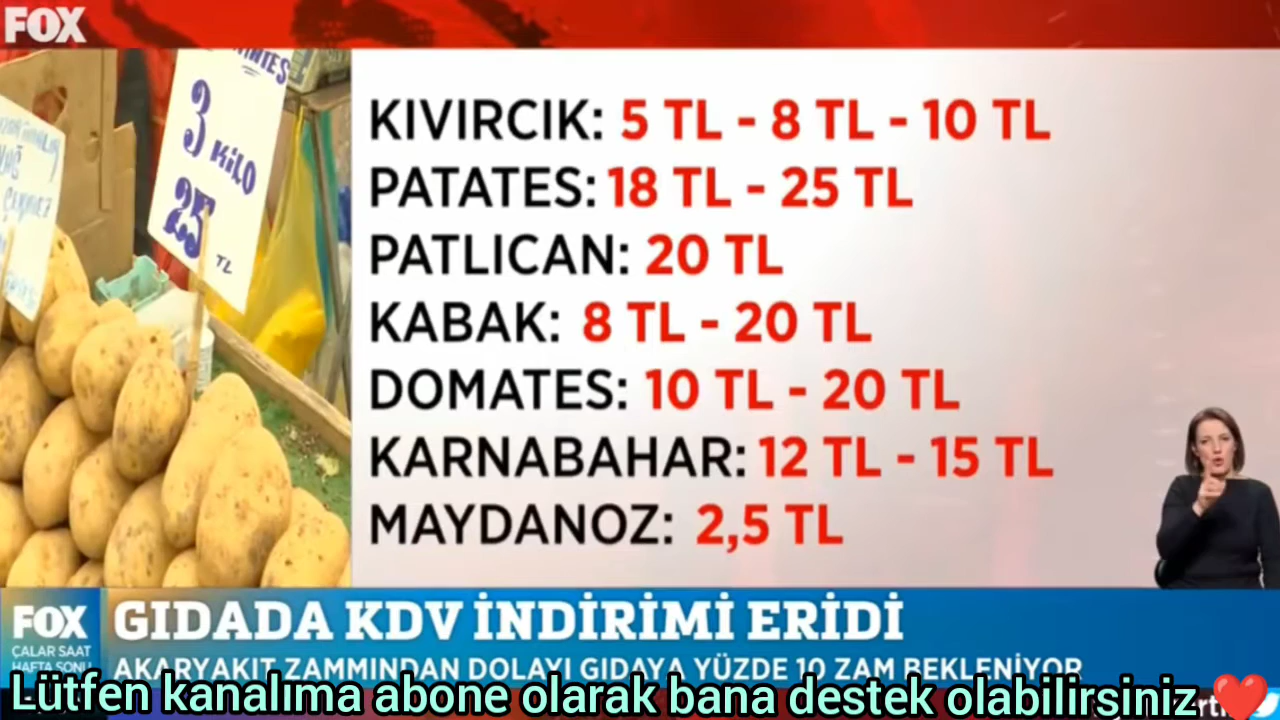 FOX
3 KİLO
25 TL
KIVIRCIK: 5 TL - 8 TL - 10 TL
PATATES: 18 TL - 25 TL
PATLICAN: 20 TL
KABAK: 8 TL - 20 TL
DOMATES: 10 TL - 20 TL
KARNABAHAR: 12 TL - 15 TL
MAYDANOZ: 2,5 TL
FOX
ÇALAR SAAT
HAFTA SONU
GIDADA KDV İNDİRİMİ ERİDİ
AKARYAKIT ZAMMINDAN DOLAYI GIDAYA YÜZDE 10 ZAM BEKLENİYOR
Lütfen kanalıma abone olarak bana destek olabilirsiniz ❤️